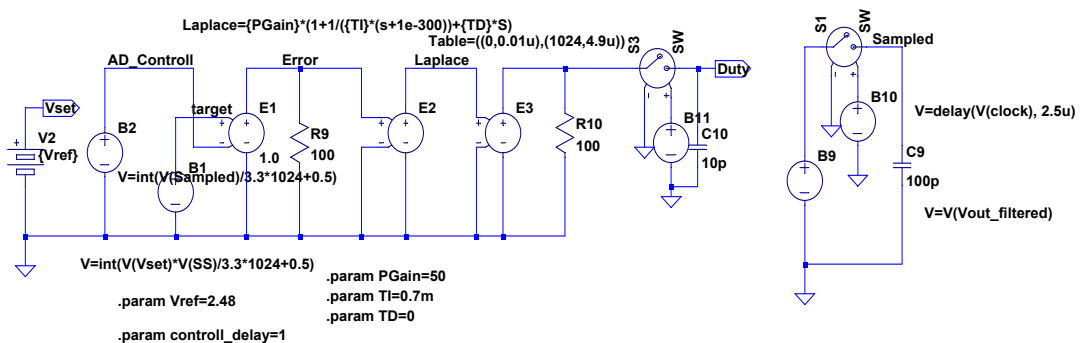 Laplace={PGain}*(1+1/({TI}*(s+1e-300))+{TD}*S)
Table=((0,0.01u),(1024,4.9u))
S3
SW
S1
SW
Sampled
AD_Controll
Error
Laplace
Duty
Vset
target
E1
E2
E3
B10
V=delay(V(clock), 2.5u)
V2
{Vref}
B2
R9
100
R10
100
B11
C10
10p
1.0
B1
V=int(V(Sampled)/3.3*1024+0.5)
B9
C9
100p
V=V(Vout_filtered)
V=int(V(Vset)*V(SS)/3.3*1024+0.5)
.param PGain=50
.param TI=0.7m
.param TD=0
.param Vref=2.48
.param controll_delay=1